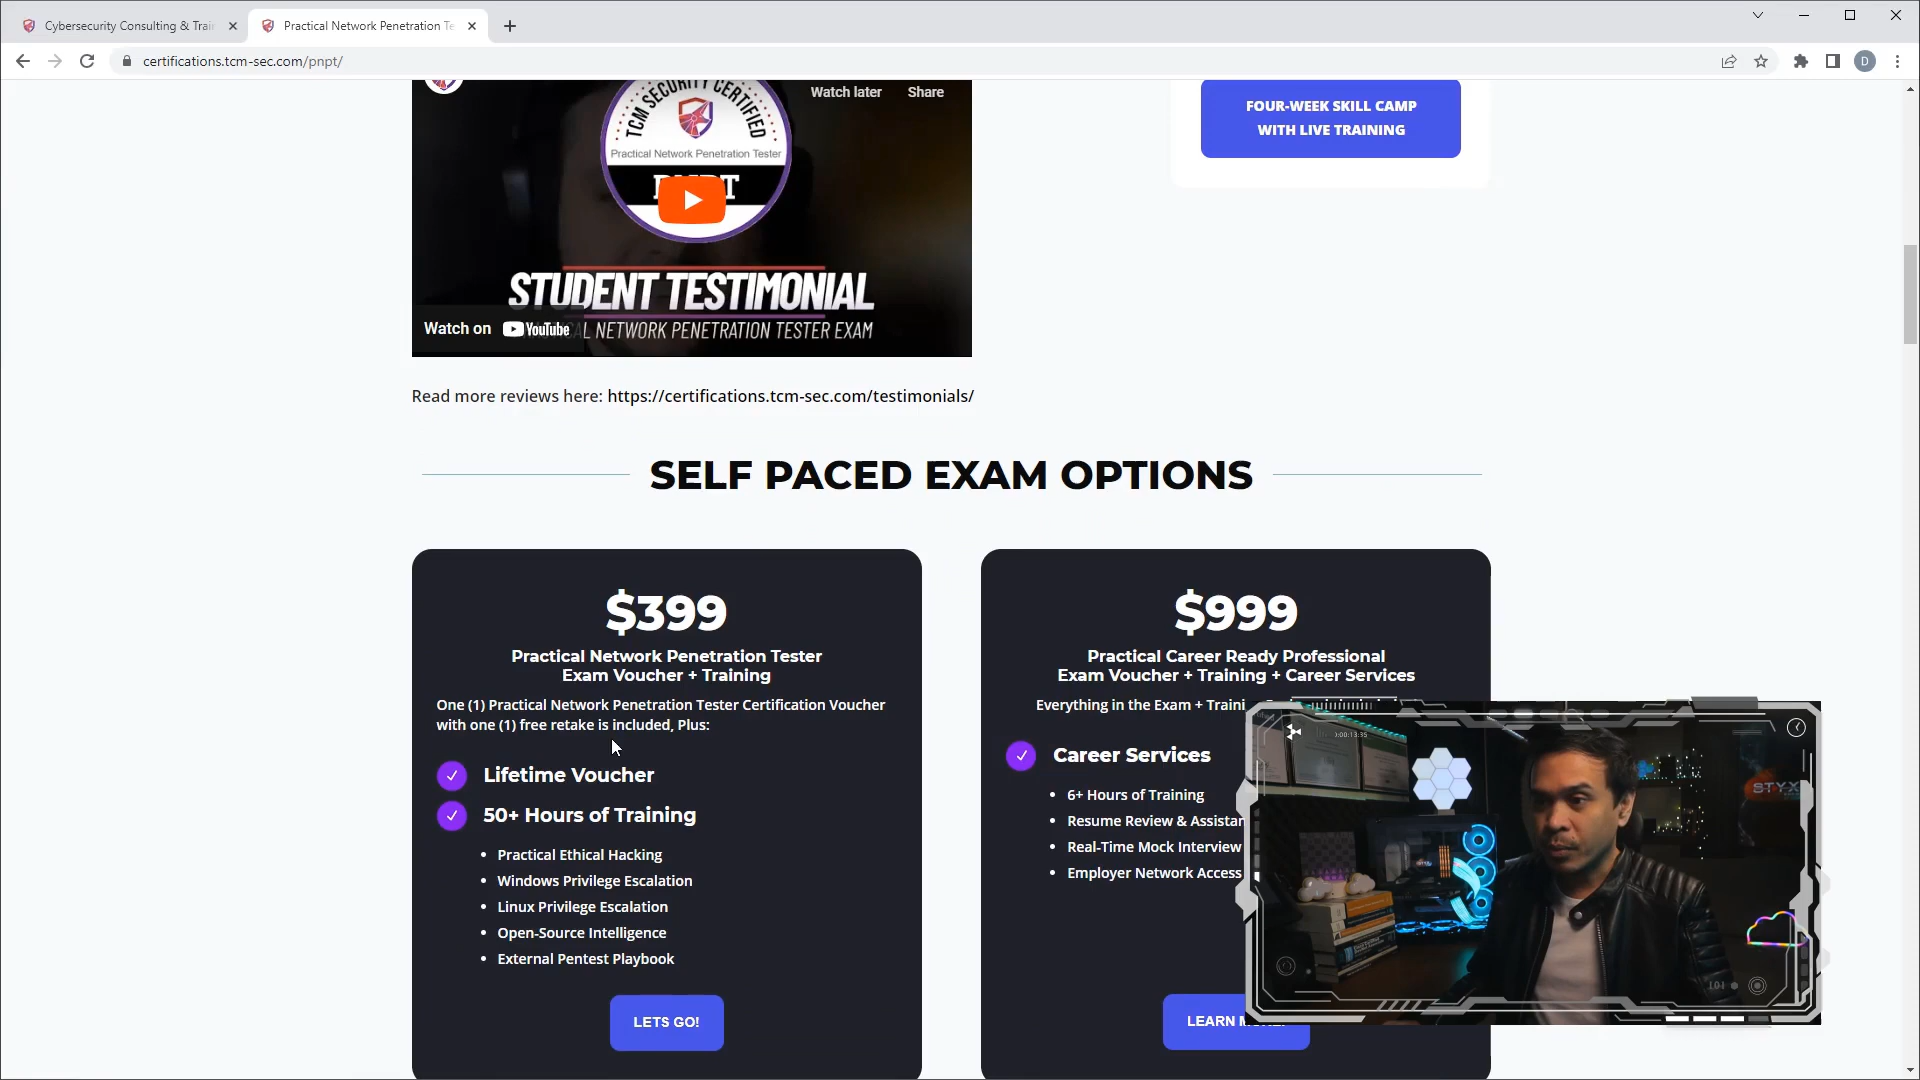 Cybersecurity Consulting & Trai
Practical Network Penetration Te
certifications.tcm-sec.com/pnpt/
D
TCM SECURITY CERTIFIED
Practical Network Penetration Tester
Watch later
Share
STUDENT TESTIMONIAL
Watch on YouTube
NETWORK PENETRATION TESTER EXAM
FOUR-WEEK SKILL CAMP
WITH LIVE TRAINING
Read more reviews here: https://certifications.tcm-sec.com/testimonials/
SELF PACED EXAM OPTIONS
$399
Practical Network Penetration Tester
Exam Voucher + Training
One (1) Practical Network Penetration Tester Certification Voucher
with one (1) free retake is included, Plus:
Lifetime Voucher
50+ Hours of Training
• Practical Ethical Hacking
• Windows Privilege Escalation
• Linux Privilege Escalation
• Open-Source Intelligence
• External Pentest Playbook
LETS GO!
$999
Practical Career Ready Professional
Exam Voucher + Training + Career Services
Everything in the Exam + Traini
Career Services
• 6+ Hours of Training
• Resume Review & Assistan
• Real-Time Mock Interview
• Employer Network Access
LEARN
STYX
101